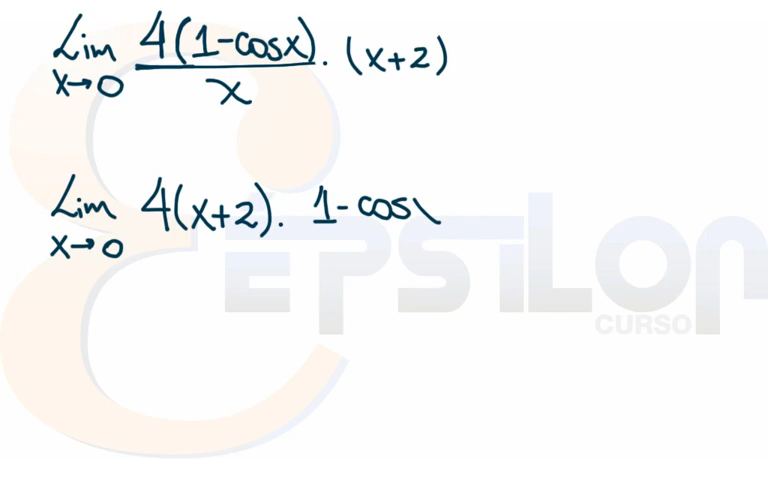 Lim 4(1-cosx) . (x+2)
x→0 x
Lim 4(x+2). 1-cos
x→0
EPSILON
CURSO